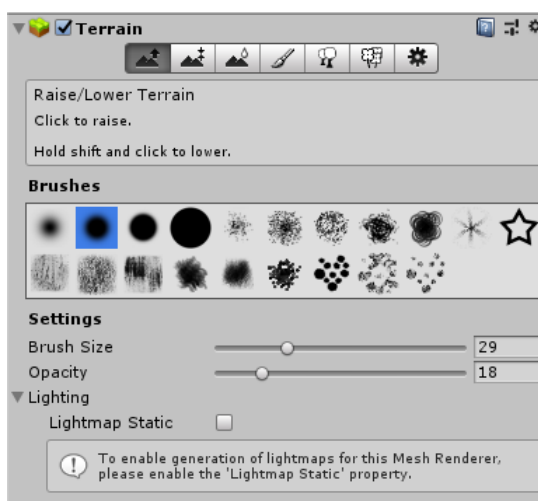 Terrain
Raise/Lower Terrain
Click to raise.
Hold shift and click to lower.
Brushes
Settings
Brush Size 29
Opacity 18
Lighting
Lightmap Static
To enable generation of lightmaps for this Mesh Renderer,
please enable the 'Lightmap Static' property.